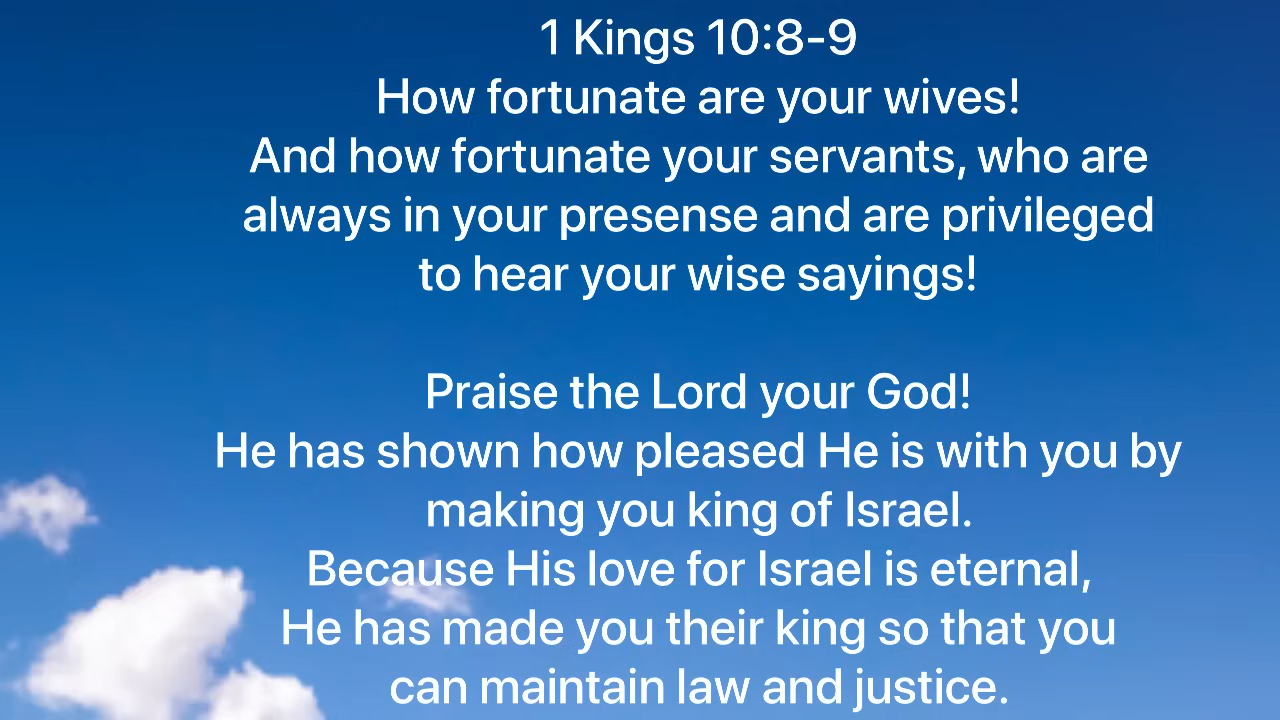 1 Kings 10:8-9
How fortunate are your wives!
And how fortunate your servants, who are
always in your presense and are privileged
to hear your wise sayings!
Praise the Lord your God!
He has shown how pleased He is with you by
making you king of Israel.
Because His love for Israel is eternal,
He has made you their king so that you
can maintain law and justice.